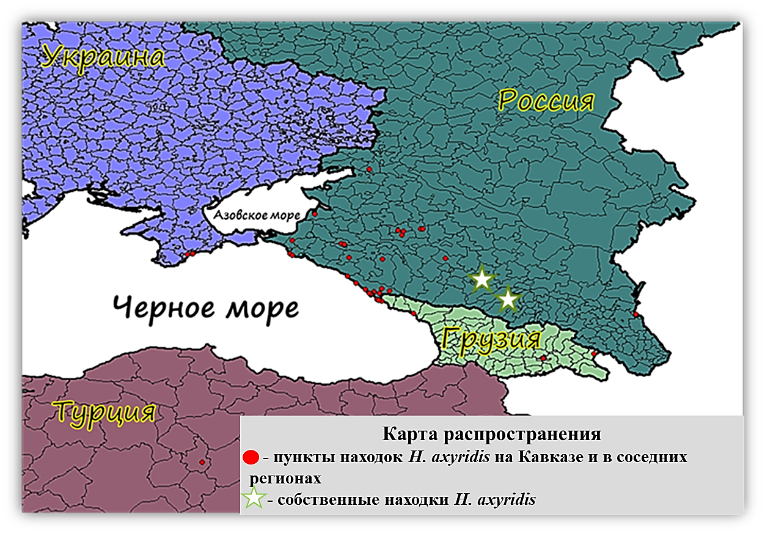 Украина
Россия
Азовское море
Черное море
Грузия
Турция
Карта распространения
- пункты находок H. axyridis на Кавказе и в соседних
регионах
- собственные находки H. axyridis